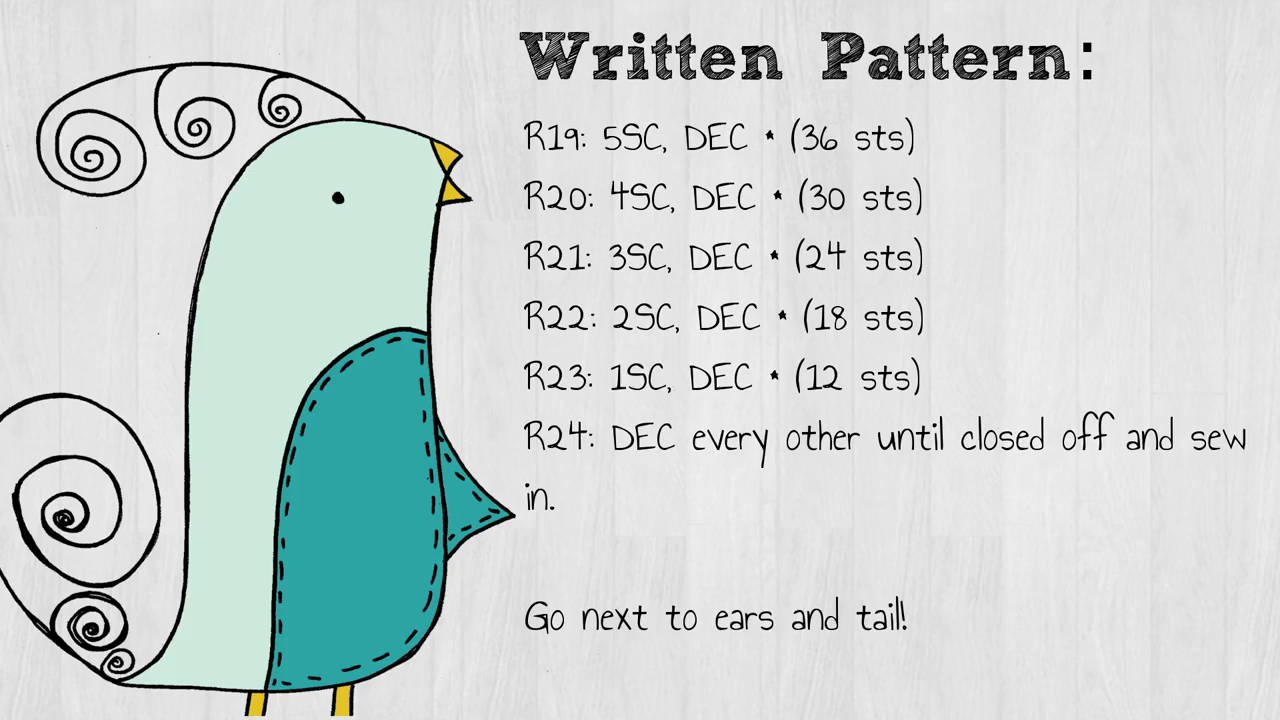 Written Pattern:
R19: 5SC, DEC * (36 sts)
R20: 4SC, DEC * (30 sts)
R21: 3SC, DEC * (24 sts)
R22: 2SC, DEC * (18 sts)
R23: 1SC, DEC * (12 sts)
R24: DEC every other until closed off and sew
in.
Go next to ears and tail!